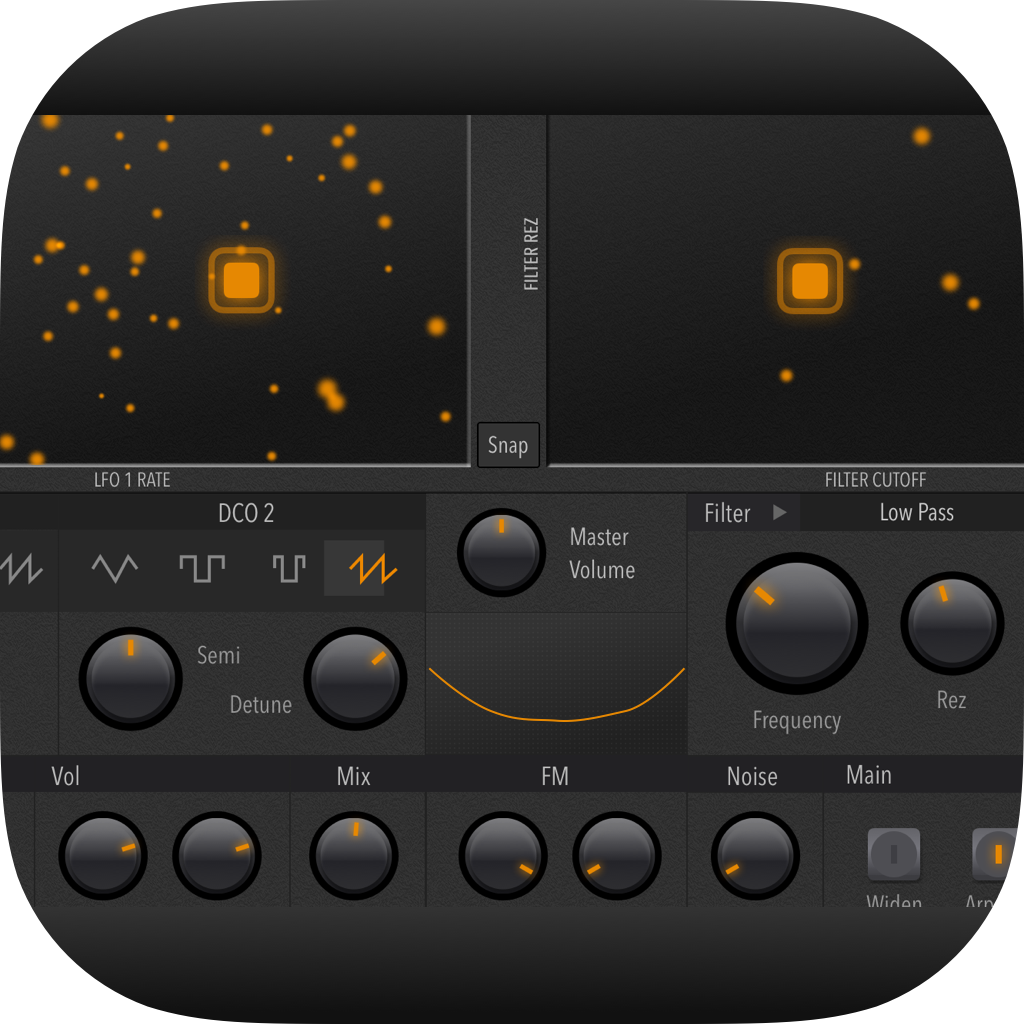 FILTER REZ
Snap
LFO 1 RATE
FILTER CUTOFF
DCO 2
Master
Volume
Filter
Low Pass
Semi
Detune
Frequency
Rez
Vol
Mix
FM
Noise
Main
Widen
Arp